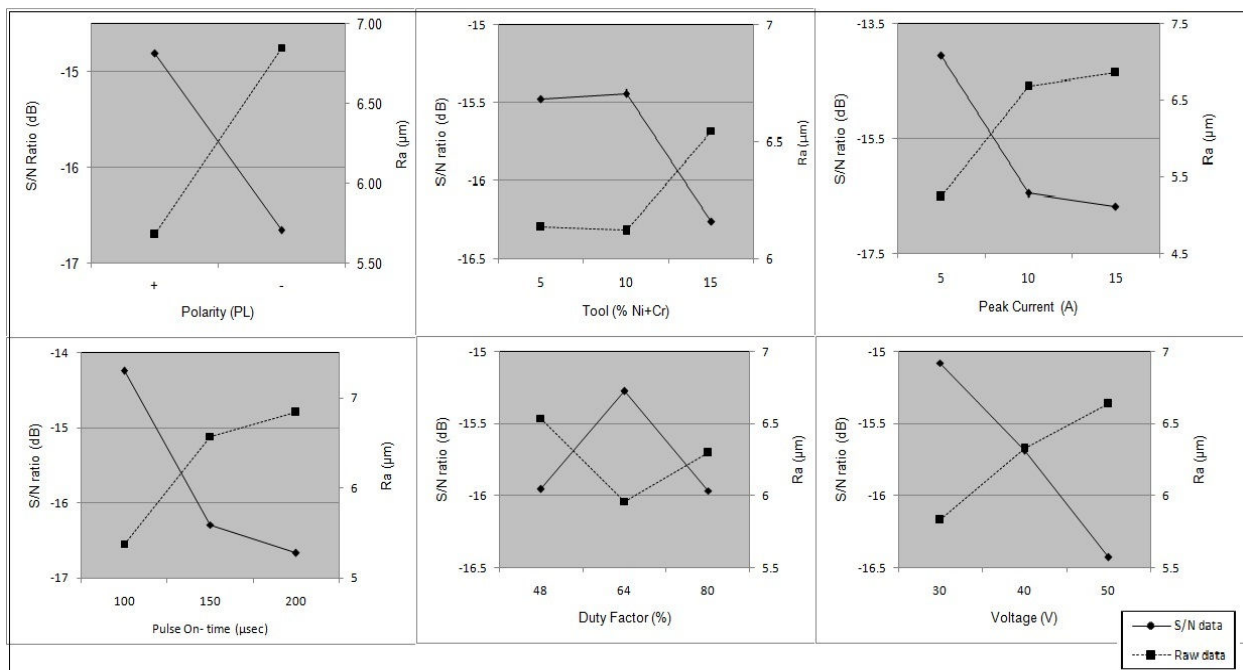 S/N Ratio (dB)
-15
-16
-17
7.00
6.50
6.00
5.50
Ra (µm)
+ -
Polarity (PL)
S/N ratio (dB)
-15
-15.5
-16
-16.5
7
6.5
6
Ra (µm)
5 10 15
Tool (% Ni+Cr)
S/N ratio (dB)
-13.5
-15.5
-17.5
7.5
6.5
5.5
4.5
Ra (µm)
5 10 15
Peak Current (A)
S/N ratio (dB)
-14
-15
-16
-17
7
6
5
Ra (µm)
100 150 200
Pulse On- time (µsec)
S/N ratio (dB)
-15
-15.5
-16
-16.5
7
6.5
6
5.5
Ra (µm)
48 64 80
Duty Factor (%)
S/N ratio (dB)
-15
-15.5
-16
-16.5
7
6.5
6
5.5
Ra (µm)
30 40 50
Voltage (V)
S/N data
Raw data